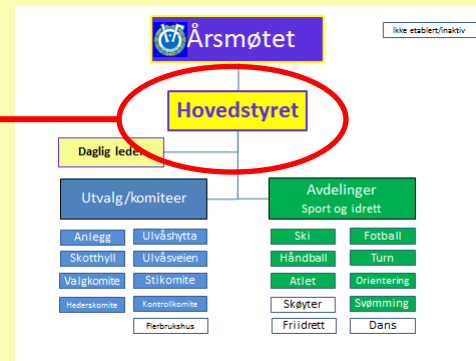 Årsmøtet
Ikke etablert/inaktiv
Hovedstyret
Daglig leder
Utvalg/komiteer
Avdelinger
Sport og idrett
Anlegg
Ulvåshytta
Skotthyll
Ulvåsveien
Valgkomite
Stikomite
Hederskomite
Kontrollkomite
Flerbrukshus
Ski
Fotball
Håndball
Turn
Atlet
Orientering
Skøyter
Svømming
Friidrett
Dans